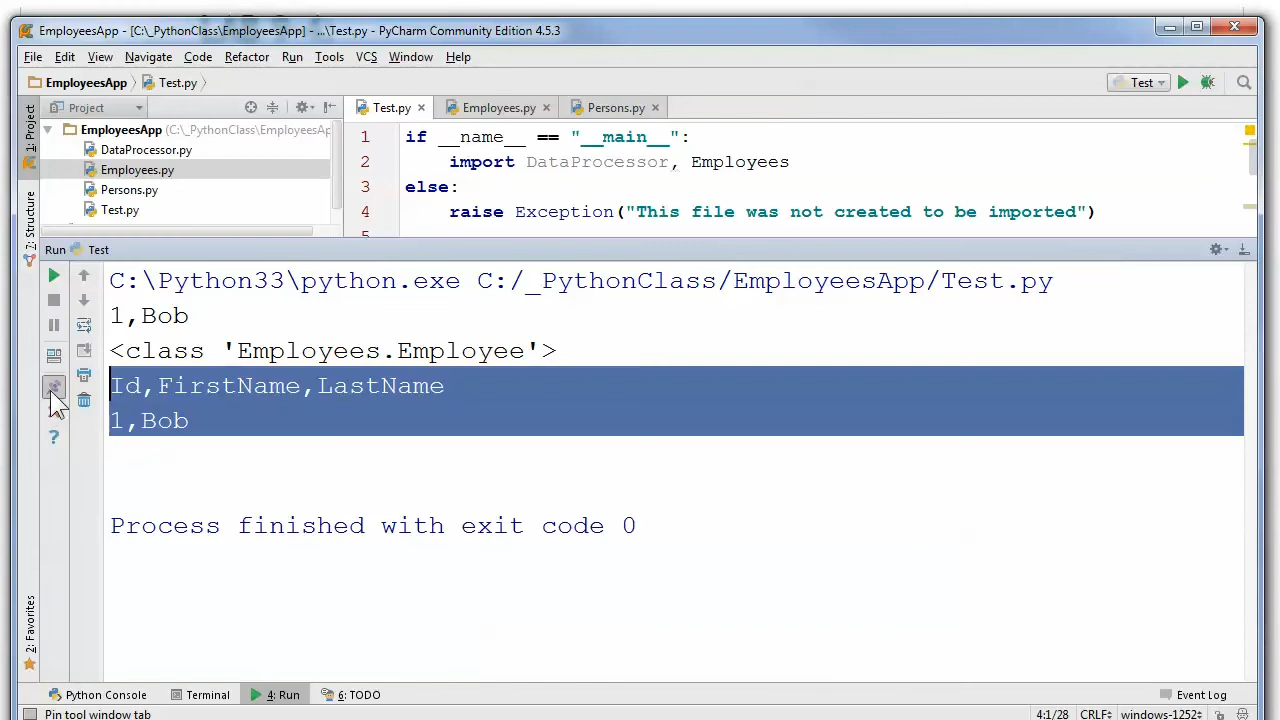 EmployeesApp - [C:\_PythonClass\EmployeesApp] - ...\Test.py - PyCharm Community Edition 4.5.3
File Edit View Navigate Code Refactor Run Tools VCS Window Help
EmployeesApp Test.py Test
1: Project
7: Structure
2: Favorites
Project
EmployeesApp (C:\_PythonClass\EmployeesAp
DataProcessor.py
Employees.py
Persons.py
Test.py
Test.py Employees.py Persons.py
1 if __name__ == "__main__":
2 import DataProcessor, Employees
3 else:
4 raise Exception("This file was not created to be imported")
5
Run Test
C:\Python33\python.exe C:/_PythonClass/EmployeesApp/Test.py
1,Bob
<class 'Employees.Employee'>
Id,FirstName,LastName
1,Bob
Process finished with exit code 0
Python Console Terminal 4: Run 6: TODO Event Log
Pin tool window tab 4:1/28 CRLF windows-1252